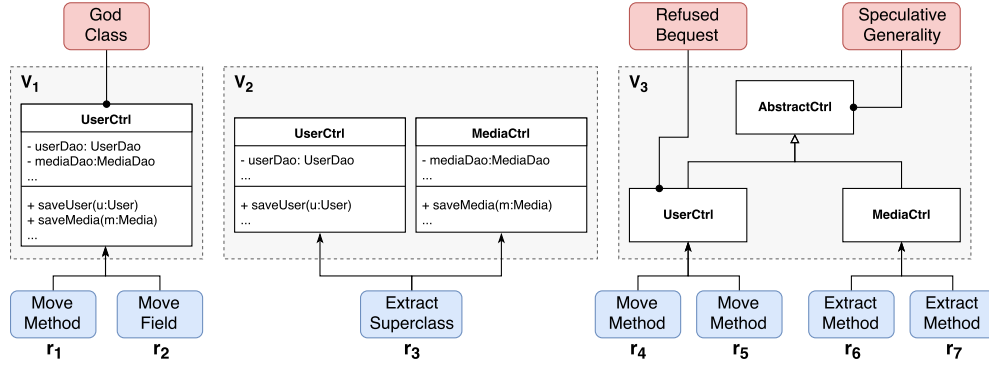 God
Class
Refused
Bequest
Speculative
Generality
V1
UserCtrl
- userDao: UserDao
- mediaDao:MediaDao
...
+ saveUser(u:User)
+ saveMedia(m:Media)
...
V2
UserCtrl
- userDao: UserDao
...
+ saveUser(u:User)
...
MediaCtrl
- mediaDao:MediaDao
...
+ saveMedia(m:Media)
...
V3
AbstractCtrl
UserCtrl
MediaCtrl
Move
Method
r1
Move
Field
r2
Extract
Superclass
r3
Move
Method
r4
Move
Method
r5
Extract
Method
r6
Extract
Method
r7